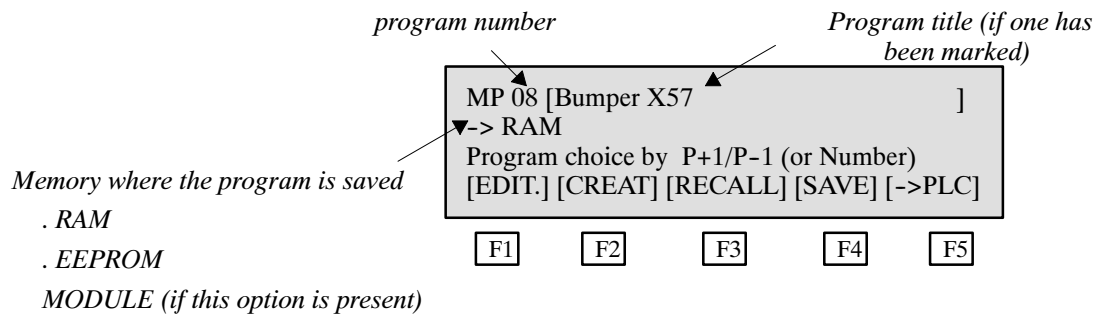 program number
Program title (if one has
been marked)
MP 08 [Bumper X57 ]
-> RAM
Program choice by P+1/P-1 (or Number)
[EDIT.] [CREAT] [RECALL] [SAVE] [->PLC]
Memory where the program is saved
. RAM
. EEPROM
MODULE (if this option is present)
F1 F2 F3 F4 F5